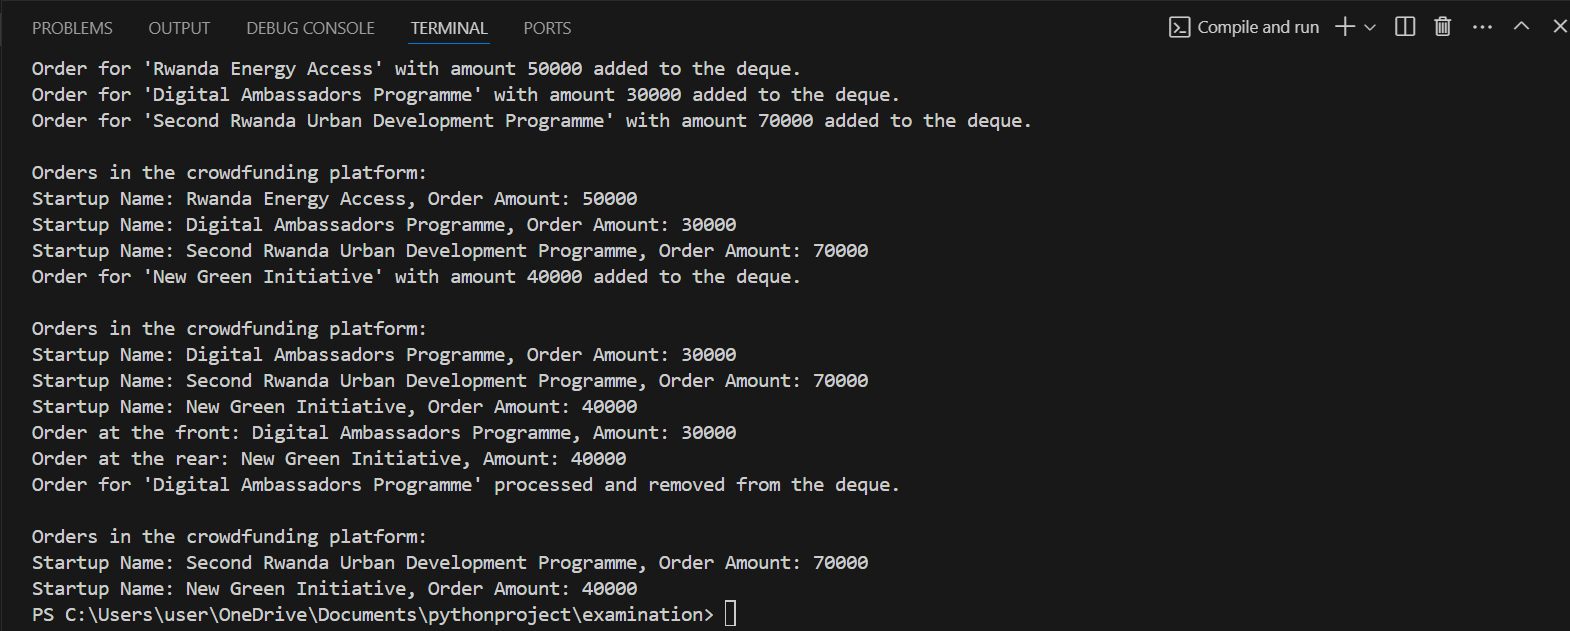 PROBLEMS OUTPUT DEBUG CONSOLE TERMINAL PORTS Compile and run
Order for 'Rwanda Energy Access' with amount 50000 added to the deque.
Order for 'Digital Ambassadors Programme' with amount 30000 added to the deque.
Order for 'Second Rwanda Urban Development Programme' with amount 70000 added to the deque.
Orders in the crowdfunding platform:
Startup Name: Rwanda Energy Access, Order Amount: 50000
Startup Name: Digital Ambassadors Programme, Order Amount: 30000
Startup Name: Second Rwanda Urban Development Programme, Order Amount: 70000
Order for 'New Green Initiative' with amount 40000 added to the deque.
Orders in the crowdfunding platform:
Startup Name: Digital Ambassadors Programme, Order Amount: 30000
Startup Name: Second Rwanda Urban Development Programme, Order Amount: 70000
Startup Name: New Green Initiative, Order Amount: 40000
Order at the front: Digital Ambassadors Programme, Amount: 30000
Order at the rear: New Green Initiative, Amount: 40000
Order for 'Digital Ambassadors Programme' processed and removed from the deque.
Orders in the crowdfunding platform:
Startup Name: Second Rwanda Urban Development Programme, Order Amount: 70000
Startup Name: New Green Initiative, Order Amount: 40000
PS C:\Users\user\OneDrive\Documents\pythonproject\examination>